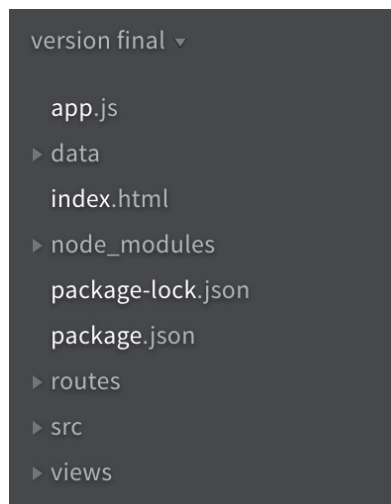 version final
app.js
data
index.html
node_modules
package-lock.json
package.json
routes
src
views